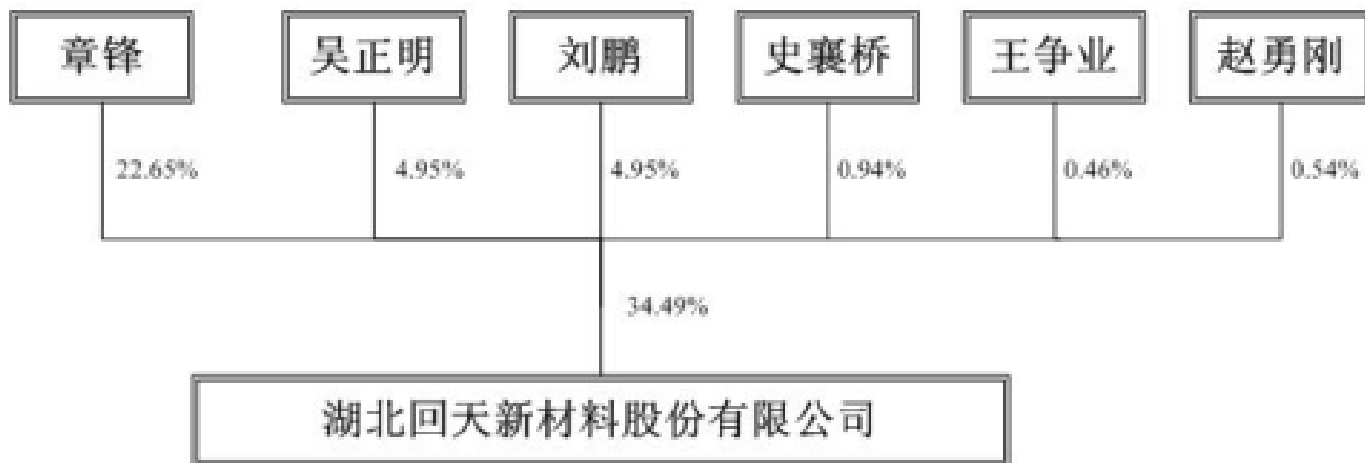 章锋 吴正明 刘鹏 史襄桥 王争业 赵勇刚
22.65% 4.95% 4.95% 0.94% 0.46% 0.54%
34.49%
湖北回天新材料股份有限公司